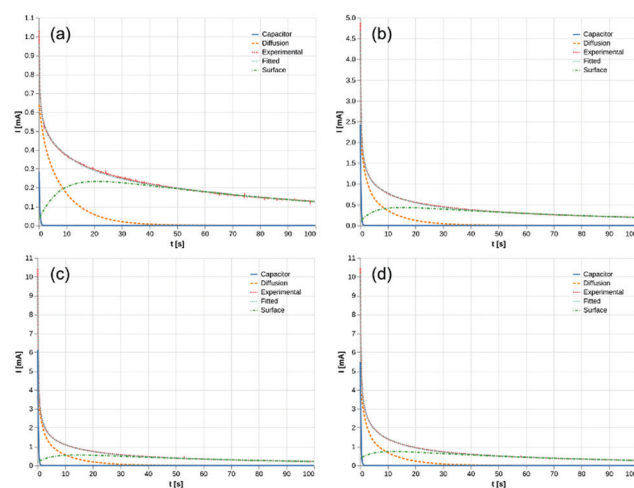 (a)
1.1
1.0
0.9
0.8
0.7
0.6
0.5
0.4
0.3
0.2
0.1
0.0
I [mA]
Capacitor
Diffusion
Experimental
Fitted
Surface
0 10 20 30 40 50 60 70 80 90 100
t [s]
(b)
5.0
4.5
4.0
3.5
3.0
2.5
2.0
1.5
1.0
0.5
0.0
I [mA]
Capacitor
Diffusion
Experimental
Fitted
Surface
0 10 20 30 40 50 60 70 80 90 100
t [s]
(c)
11
10
9
8
7
6
5
4
3
2
1
0
I [mA]
Capacitor
Diffusion
Experimental
Fitted
Surface
0 10 20 30 40 50 60 70 80 90 100
t [s]
(d)
11
10
9
8
7
6
5
4
3
2
1
0
I [mA]
Capacitor
Diffusion
Experimental
Fitted
Surface
0 10 20 30 40 50 60 70 80 90 100
t [s]